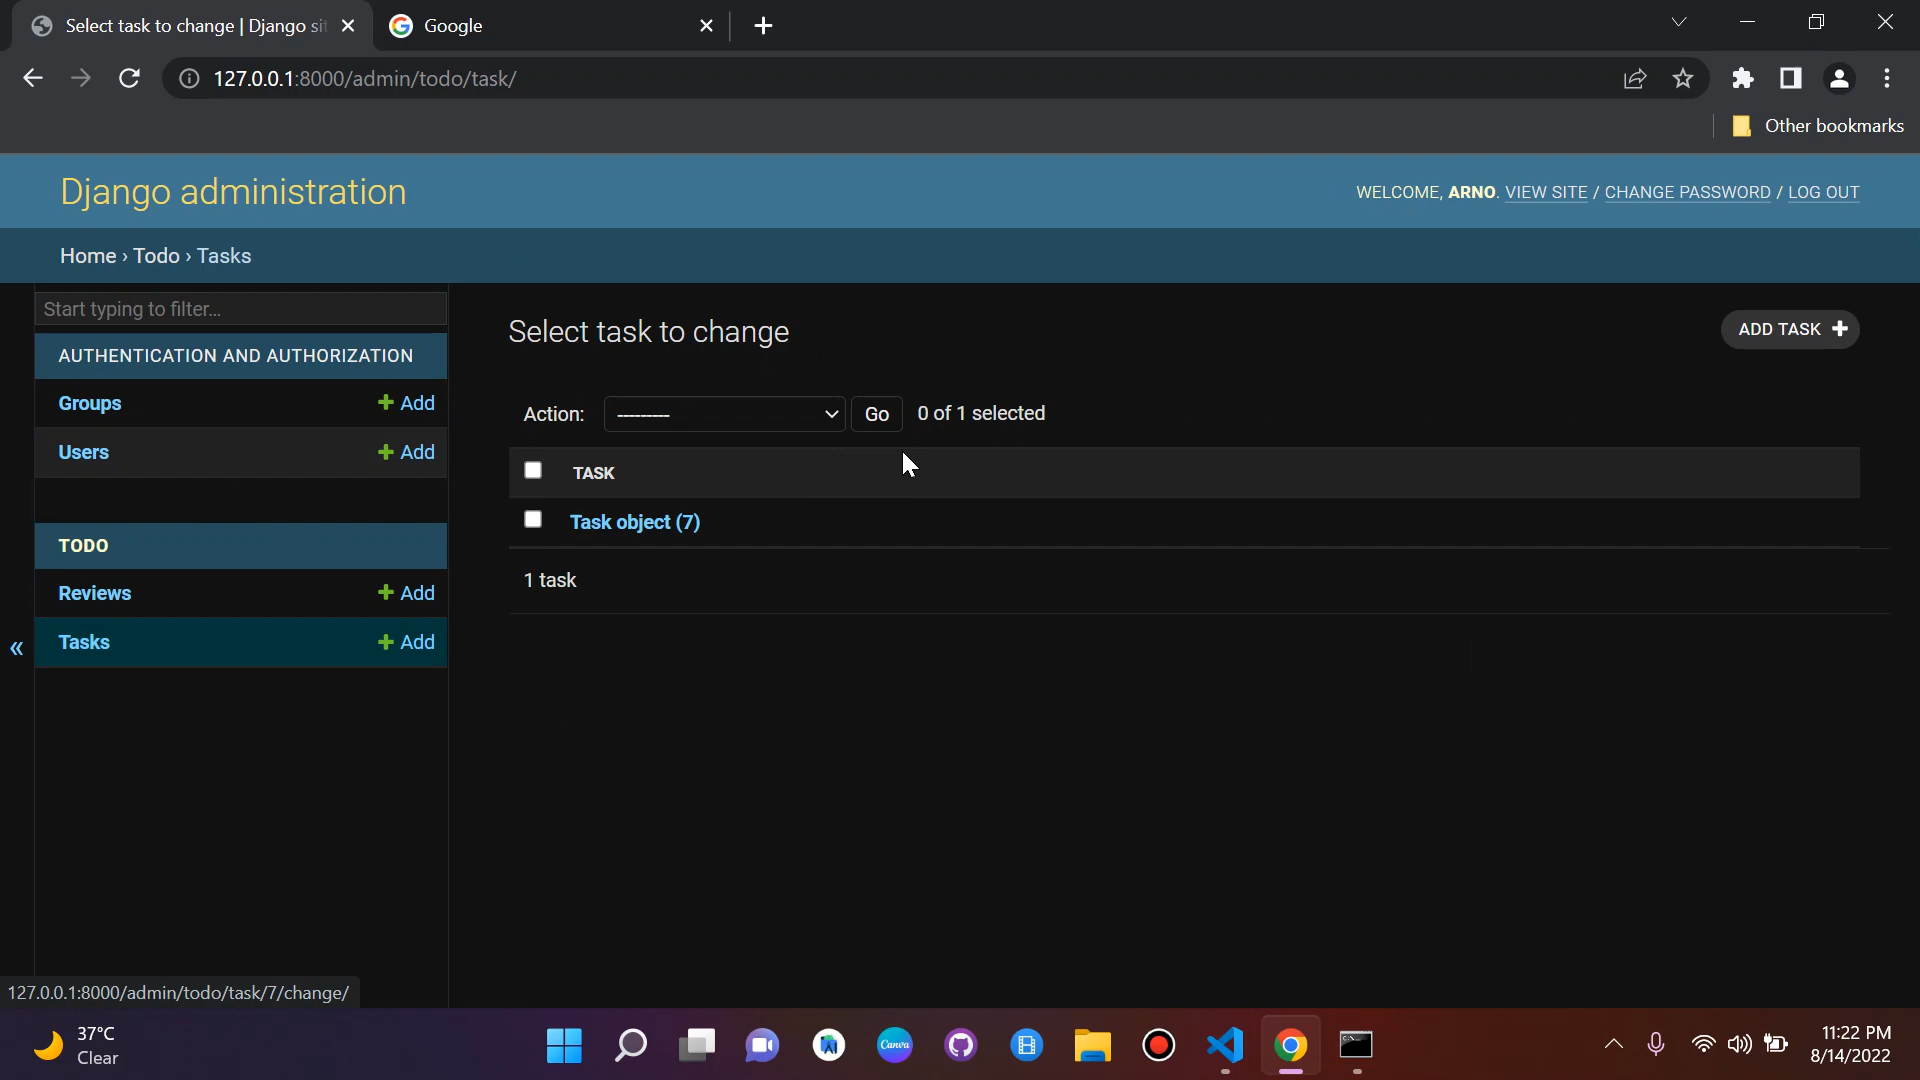 Select task to change | Django sit
Google
127.0.0.1:8000/admin/todo/task/
Other bookmarks
Django administration
WELCOME, ARNO. VIEW SITE / CHANGE PASSWORD / LOG OUT
Home › Todo › Tasks
Start typing to filter...
AUTHENTICATION AND AUTHORIZATION
Groups + Add
Users + Add
TODO
Reviews + Add
Tasks + Add
«
Select task to change
ADD TASK +
Action: --------- Go 0 of 1 selected
TASK
Task object (7)
1 task
127.0.0.1:8000/admin/todo/task/7/change/
37°C
Clear
Canva
11:22 PM
8/14/2022